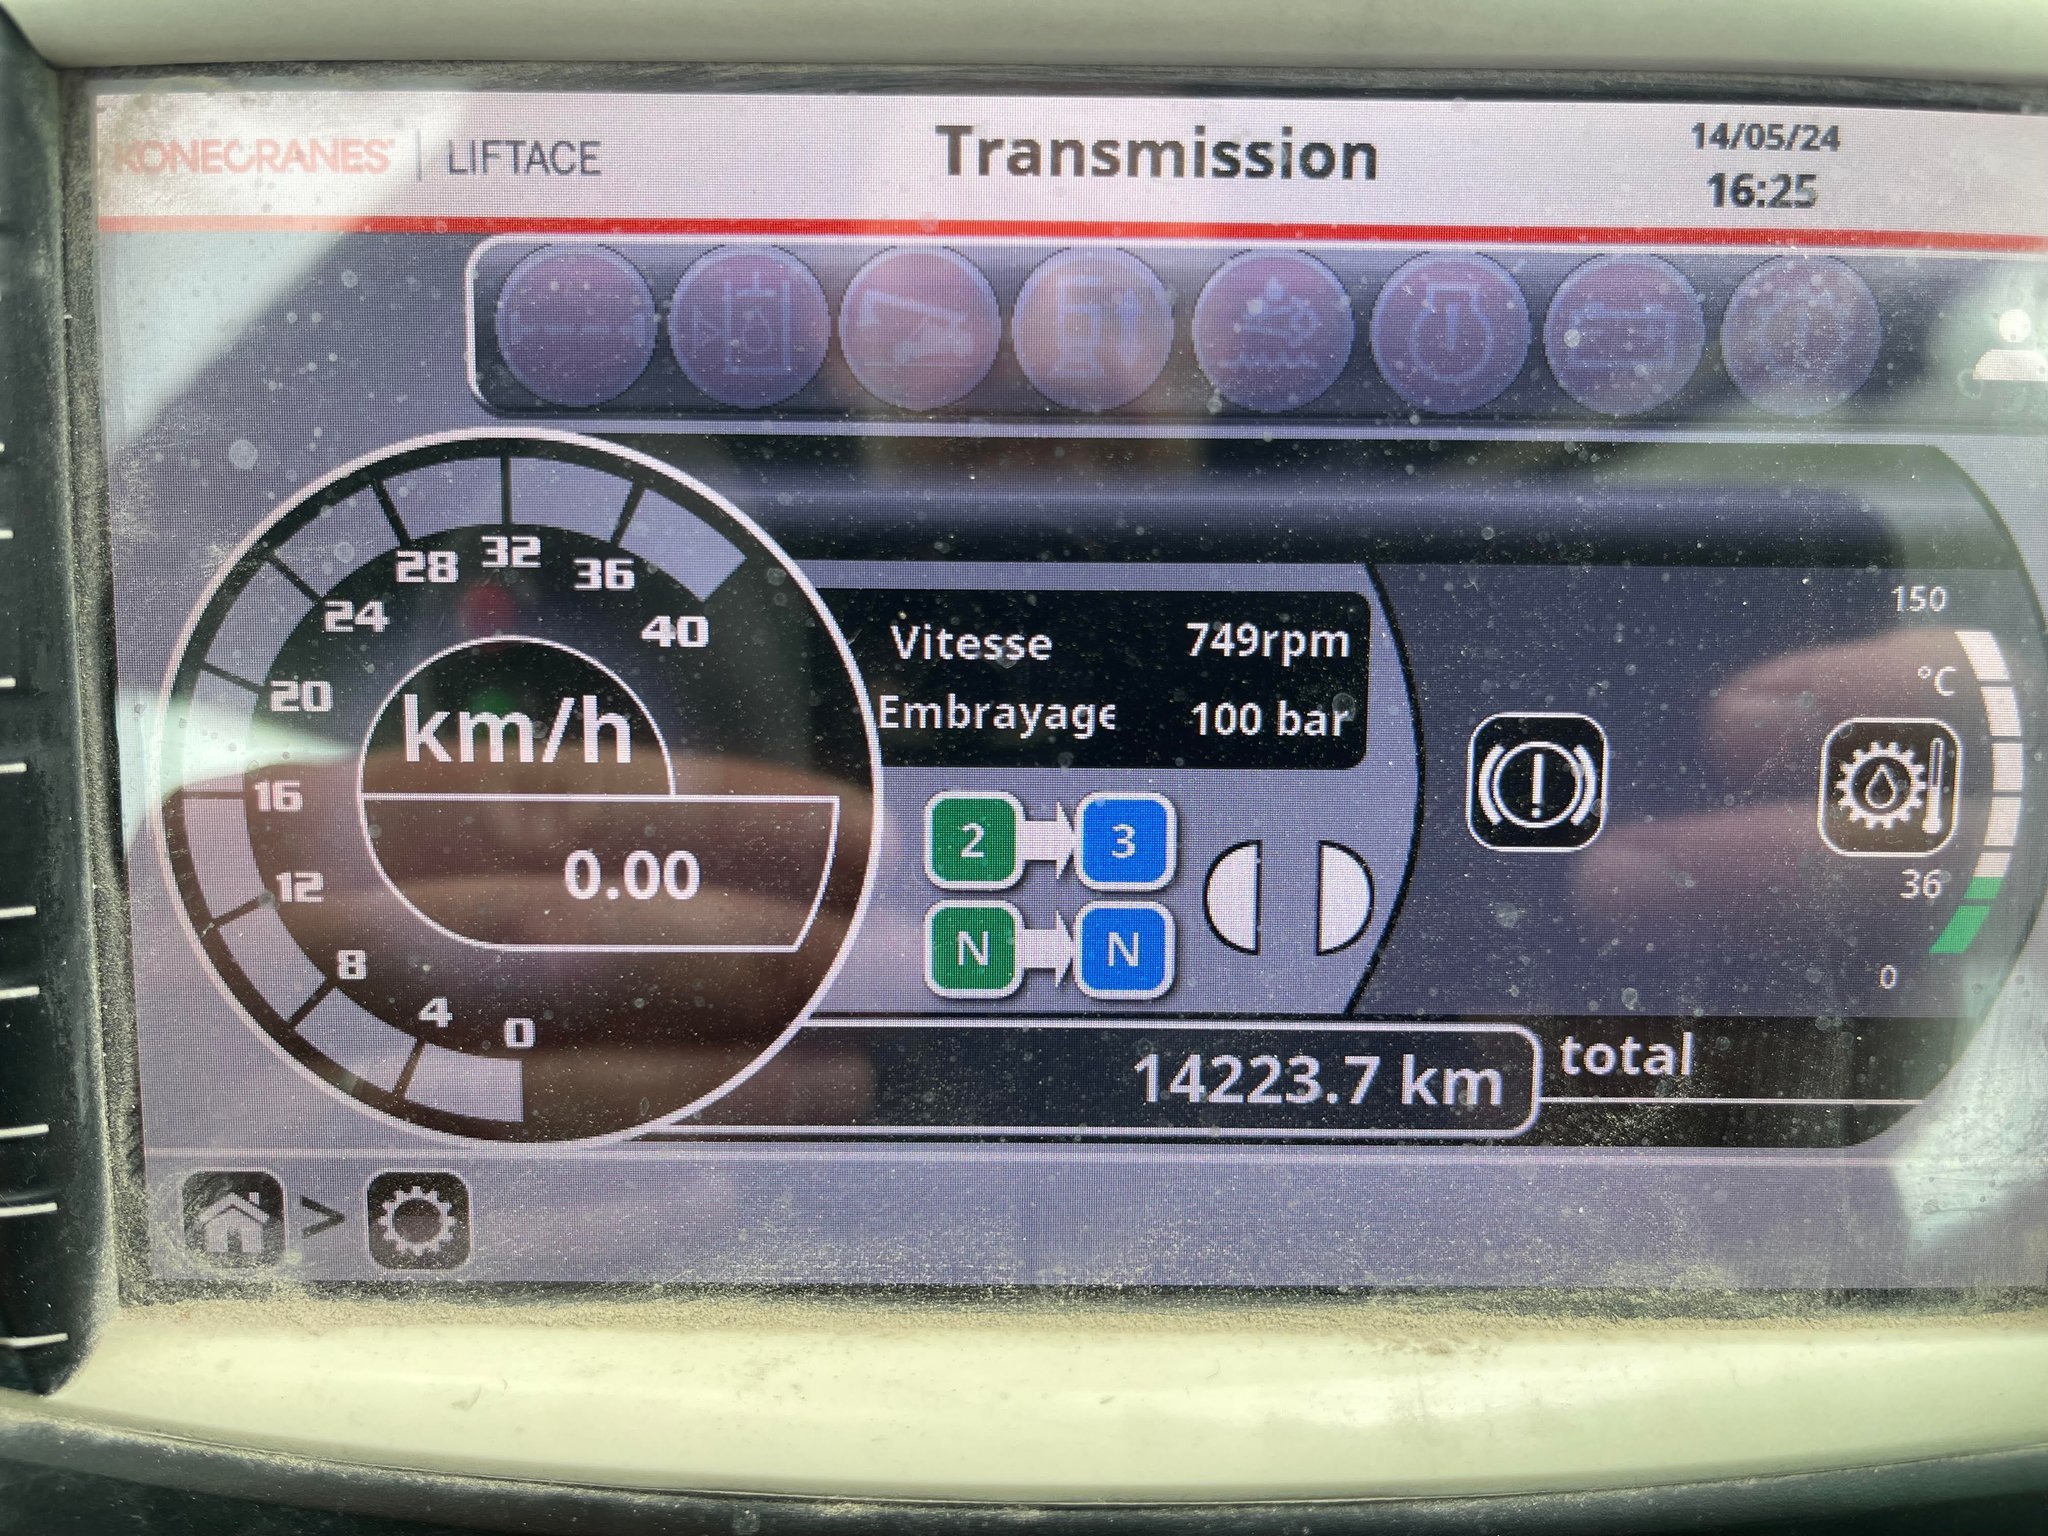 KONECRANES | LIFTACE
Transmission
14/05/24
16:25
28 32 36
24 40
20
km/h
16
0.00
12
8
4 0
Vitesse 749rpm
Embrayage 100 bar
2 3
N N
150
°C
36
0
14223.7 km total
>